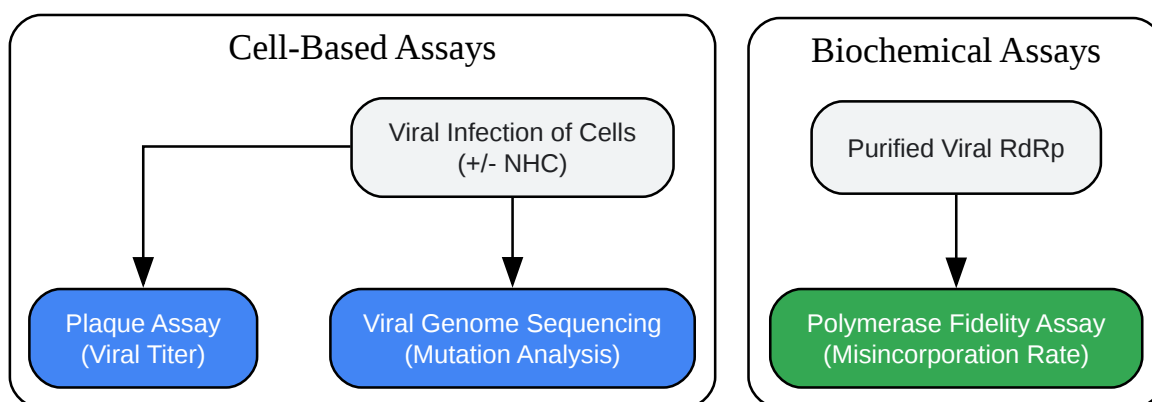 Cell-Based Assays
Viral Infection of Cells
(+/- NHC)
Plaque Assay
(Viral Titer)
Viral Genome Sequencing
(Mutation Analysis)
Biochemical Assays
Purified Viral RdRp
Polymerase Fidelity Assay
(Misincorporation Rate)